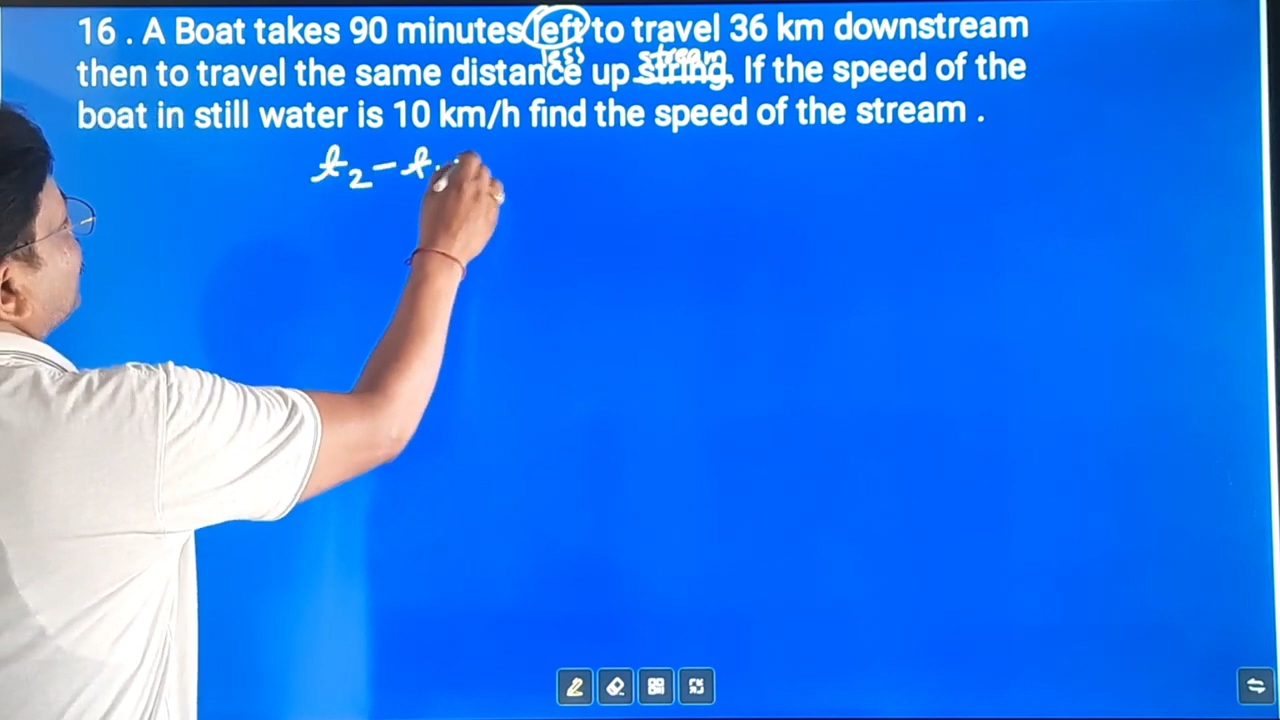 16 . A Boat takes 90 minutes left to travel 36 km downstream
less stream
then to travel the same distance up string. If the speed of the
boat in still water is 10 km/h find the speed of the stream .
t₂ - t